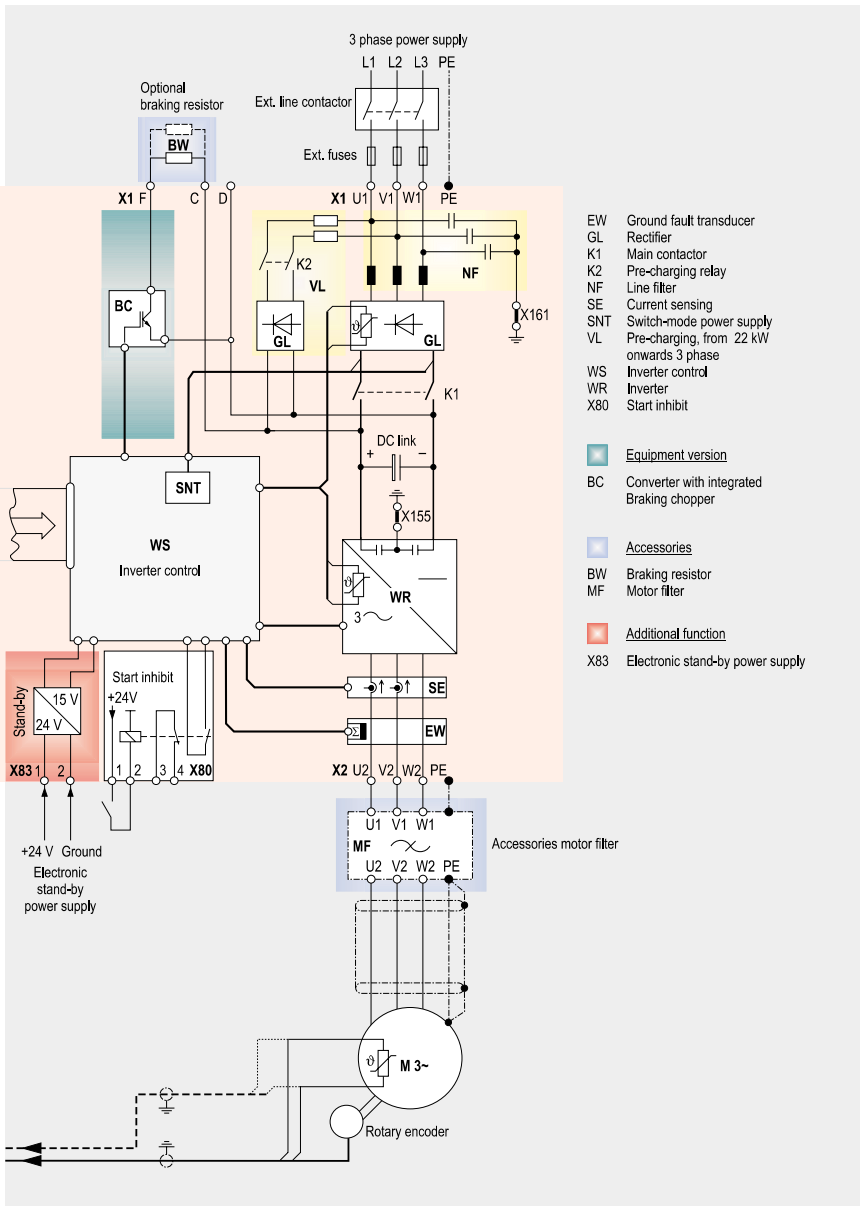 3 phase power supply
L1 L2 L3 PE
Optional
braking resistor
Ext. line contactor
BW
Ext. fuses
X1 F C D X1 U1 V1 W1 PE
EW Ground fault transducer
GL Rectifier
K1 Main contactor
K2 Pre-charging relay
NF Line filter
SE Current sensing
SNT Switch-mode power supply
VL Pre-charging, from 22 kW
onwards 3 phase
WS Inverter control
WR Inverter
X80 Start inhibit
K2
VL
NF
BC
X161
ϑ
GL
GL
K1
DC link
+ −
Equipment version
BC Converter with integrated
Braking chopper
SNT
X155
WS
Inverter control
Accessories
BW Braking resistor
MF Motor filter
ϑ
WR
3
Additional function
X83 Electronic stand-by power supply
Start inhibit
+24V
Stand-by
15 V
24 V
SE
Σ
EW
X83 1 2 1 2 3 4 X80
X2 U2 V2 W2 PE
U1 V1 W1
MF
U2 V2 W2 PE
Accessories motor filter
+24 V Ground
Electronic
stand-by
power supply
ϑ
M 3~
Rotary encoder